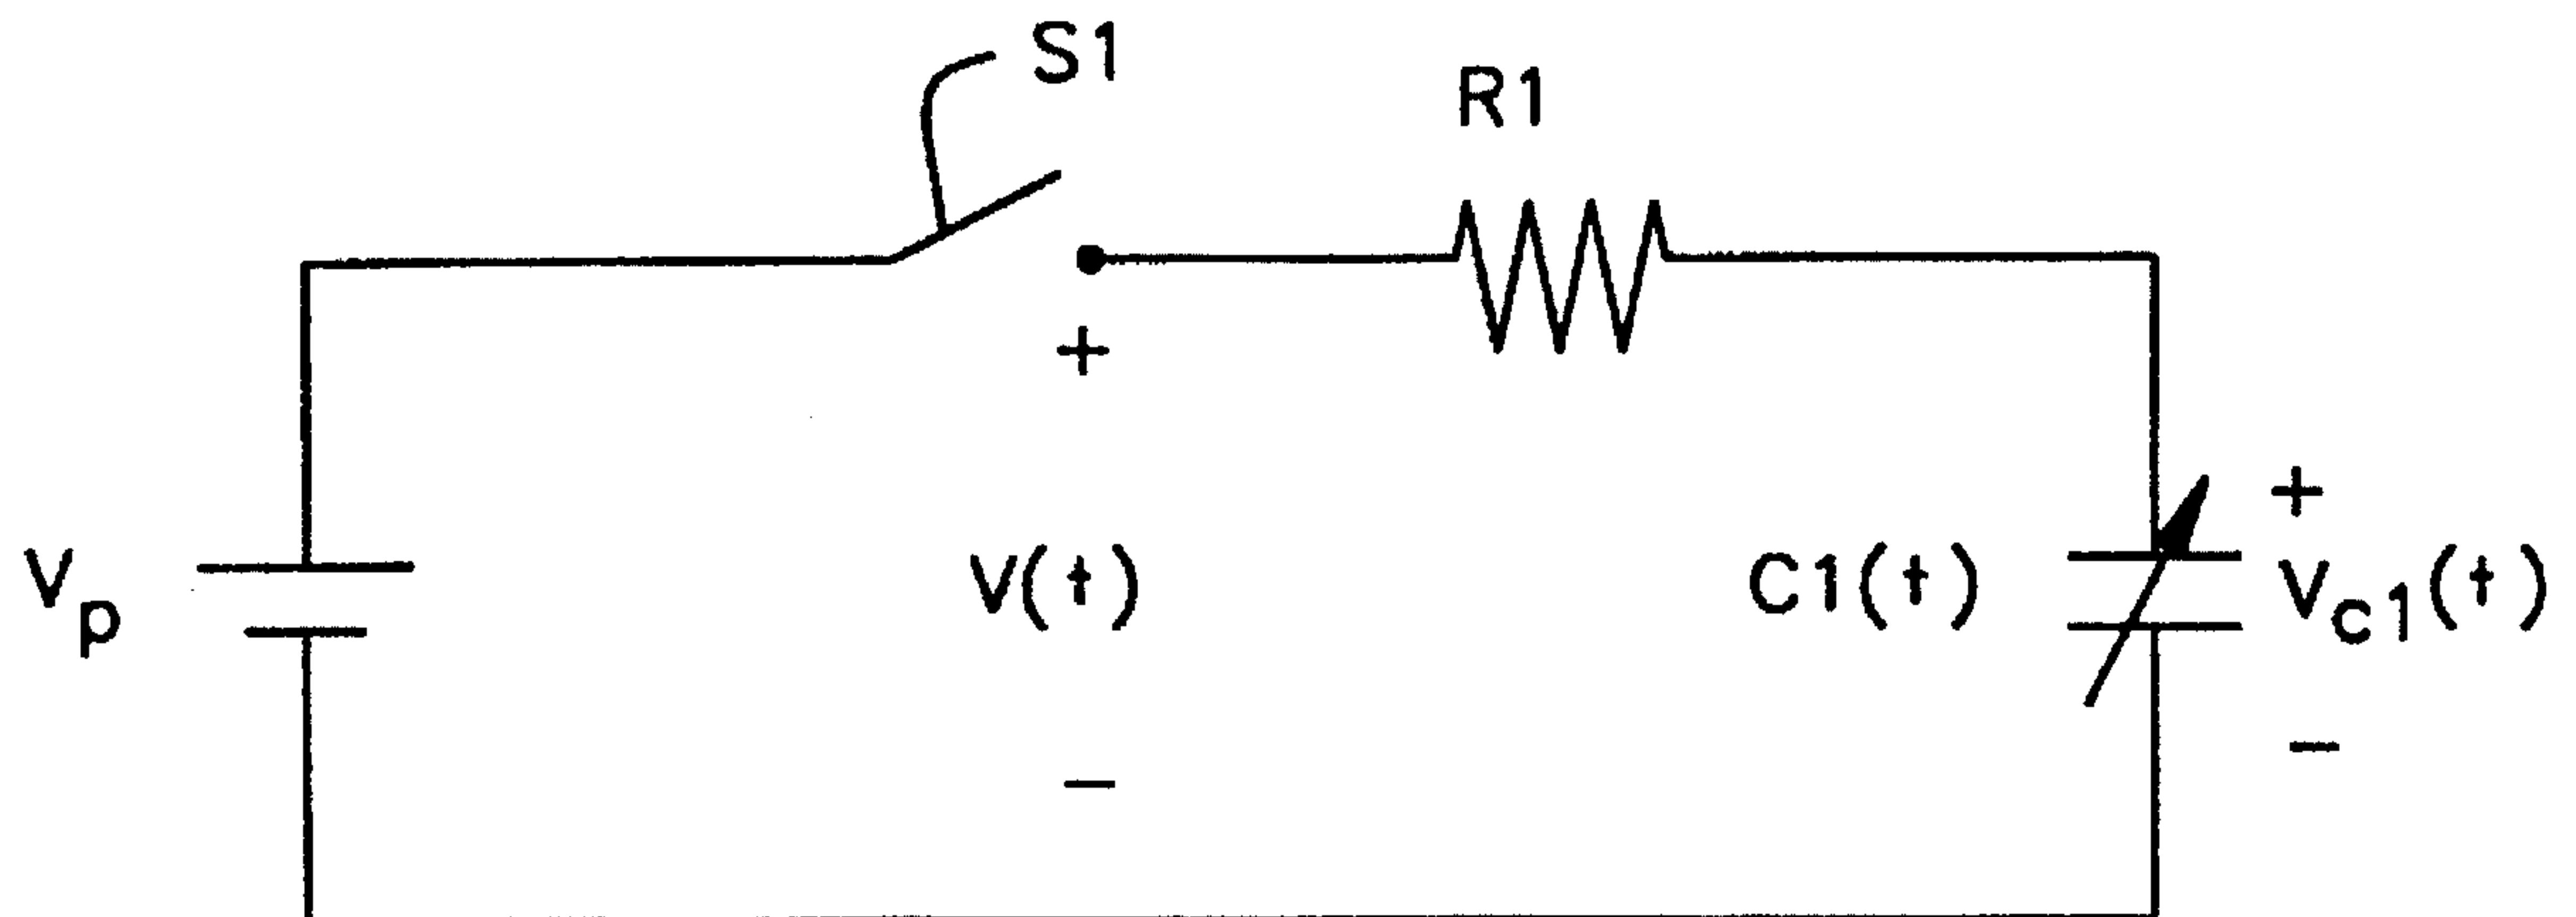 S1
R1
+
+
Vp
V(t)
C1(t)
Vc1(t)
−
−